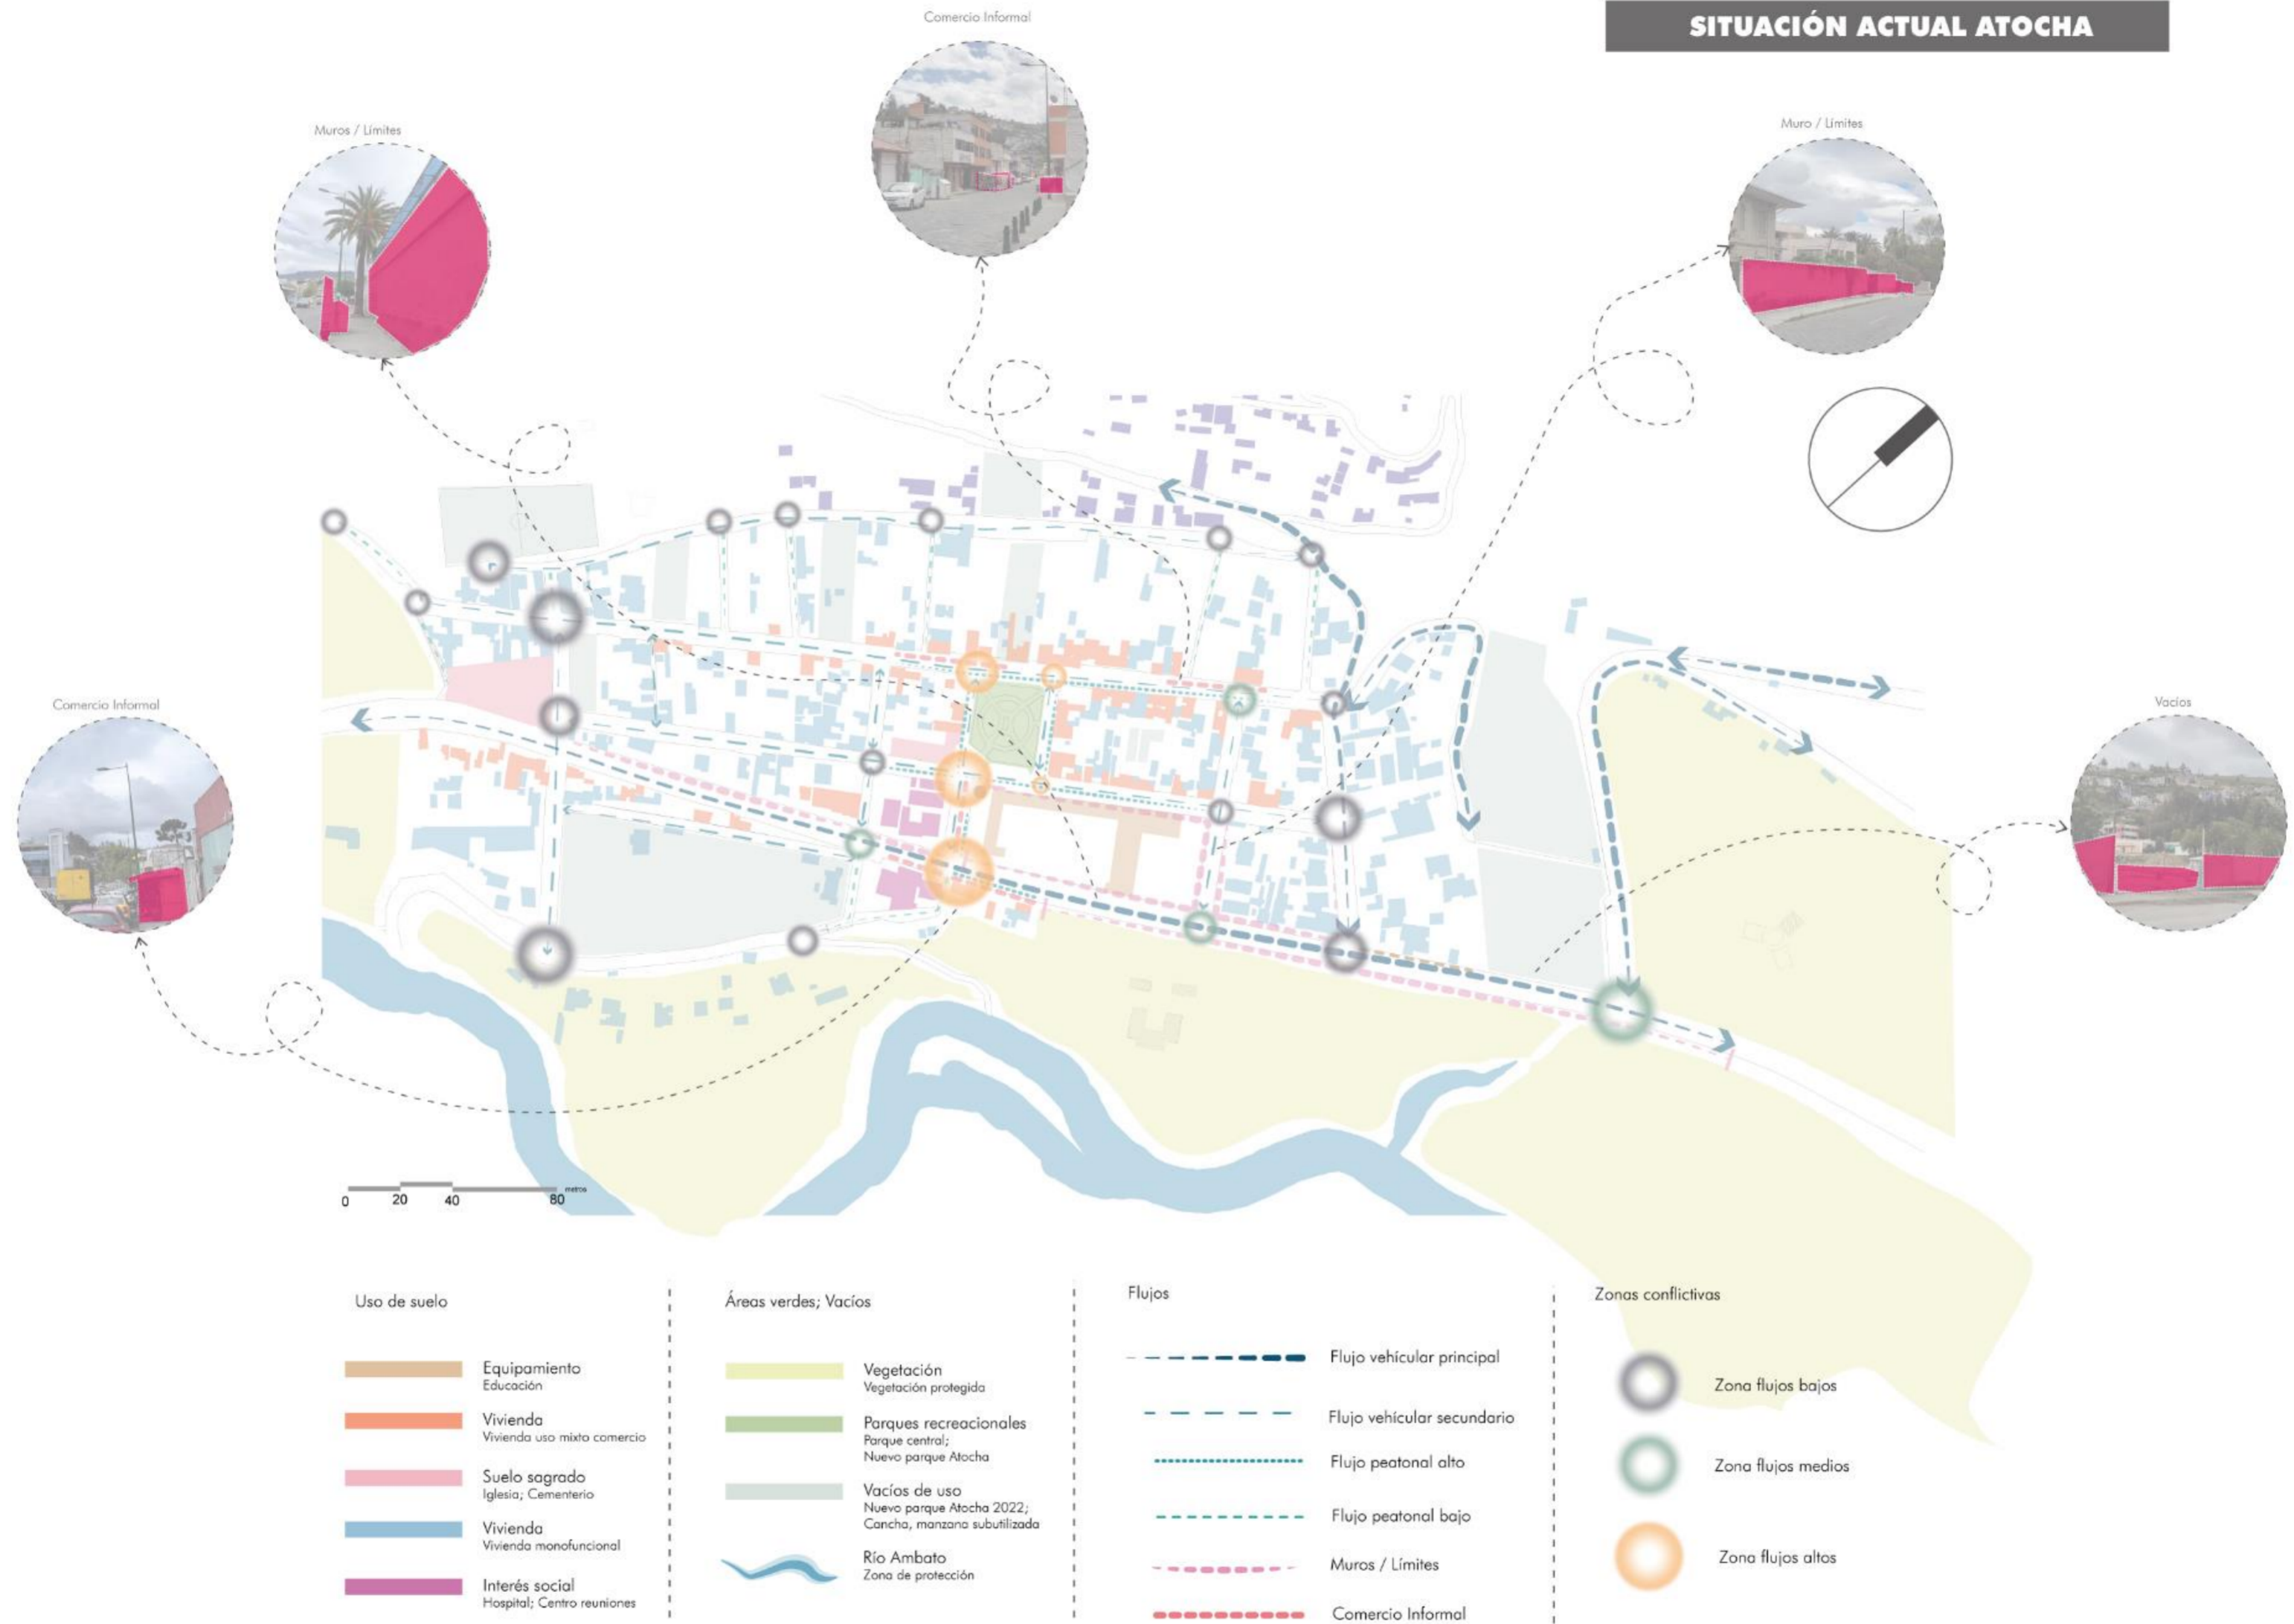 SITUACIÓN ACTUAL ATOCHA
Comercio Informal
Muros / Límites
Muro / Límites
Comercio Informal
Vacíos
0 20 40 80 metros
Uso de suelo
Equipamiento
Educación
Vivienda
Vivienda uso mixto comercio
Suelo sagrado
Iglesia; Cementerio
Vivienda
Vivienda monofuncional
Interés social
Hospital; Centro reuniones
Áreas verdes; Vacíos
Vegetación
Vegetación protegida
Parques recreacionales
Parque central;
Nuevo parque Atocha
Vacíos de uso
Nuevo parque Atocha 2022;
Cancha, manzana subutilizada
Río Ambato
Zona de protección
Flujos
Flujo vehícular principal
Flujo vehícular secundario
Flujo peatonal alto
Flujo peatonal bajo
Muros / Límites
Comercio Informal
Zonas conflictivas
Zona flujos bajos
Zona flujos medios
Zona flujos altos